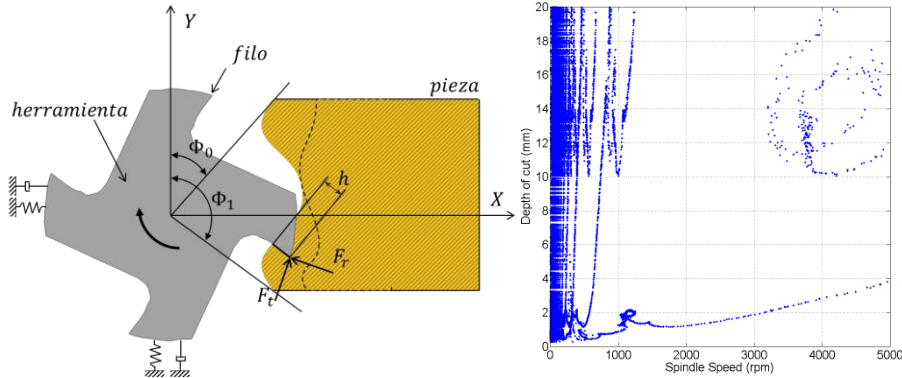 Y
filo
herramienta
pieza
Φ₀
Φ₁
h
X
Fᵣ
Fₜ
Depth of cut (mm)
20
18
16
14
12
10
8
6
4
2
0
0
1000
2000
3000
4000
5000
Spindle Speed (rpm)